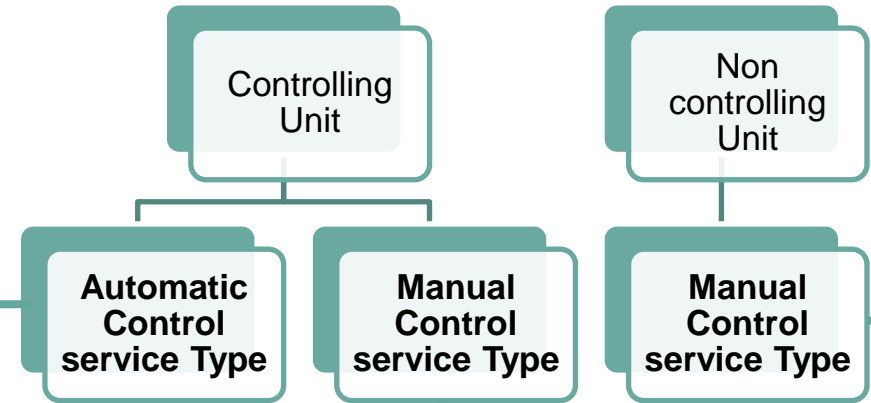 Controlling
Unit
Non
controlling
Unit
Automatic
Control
service Type
Manual
Control
service Type
Manual
Control
service Type